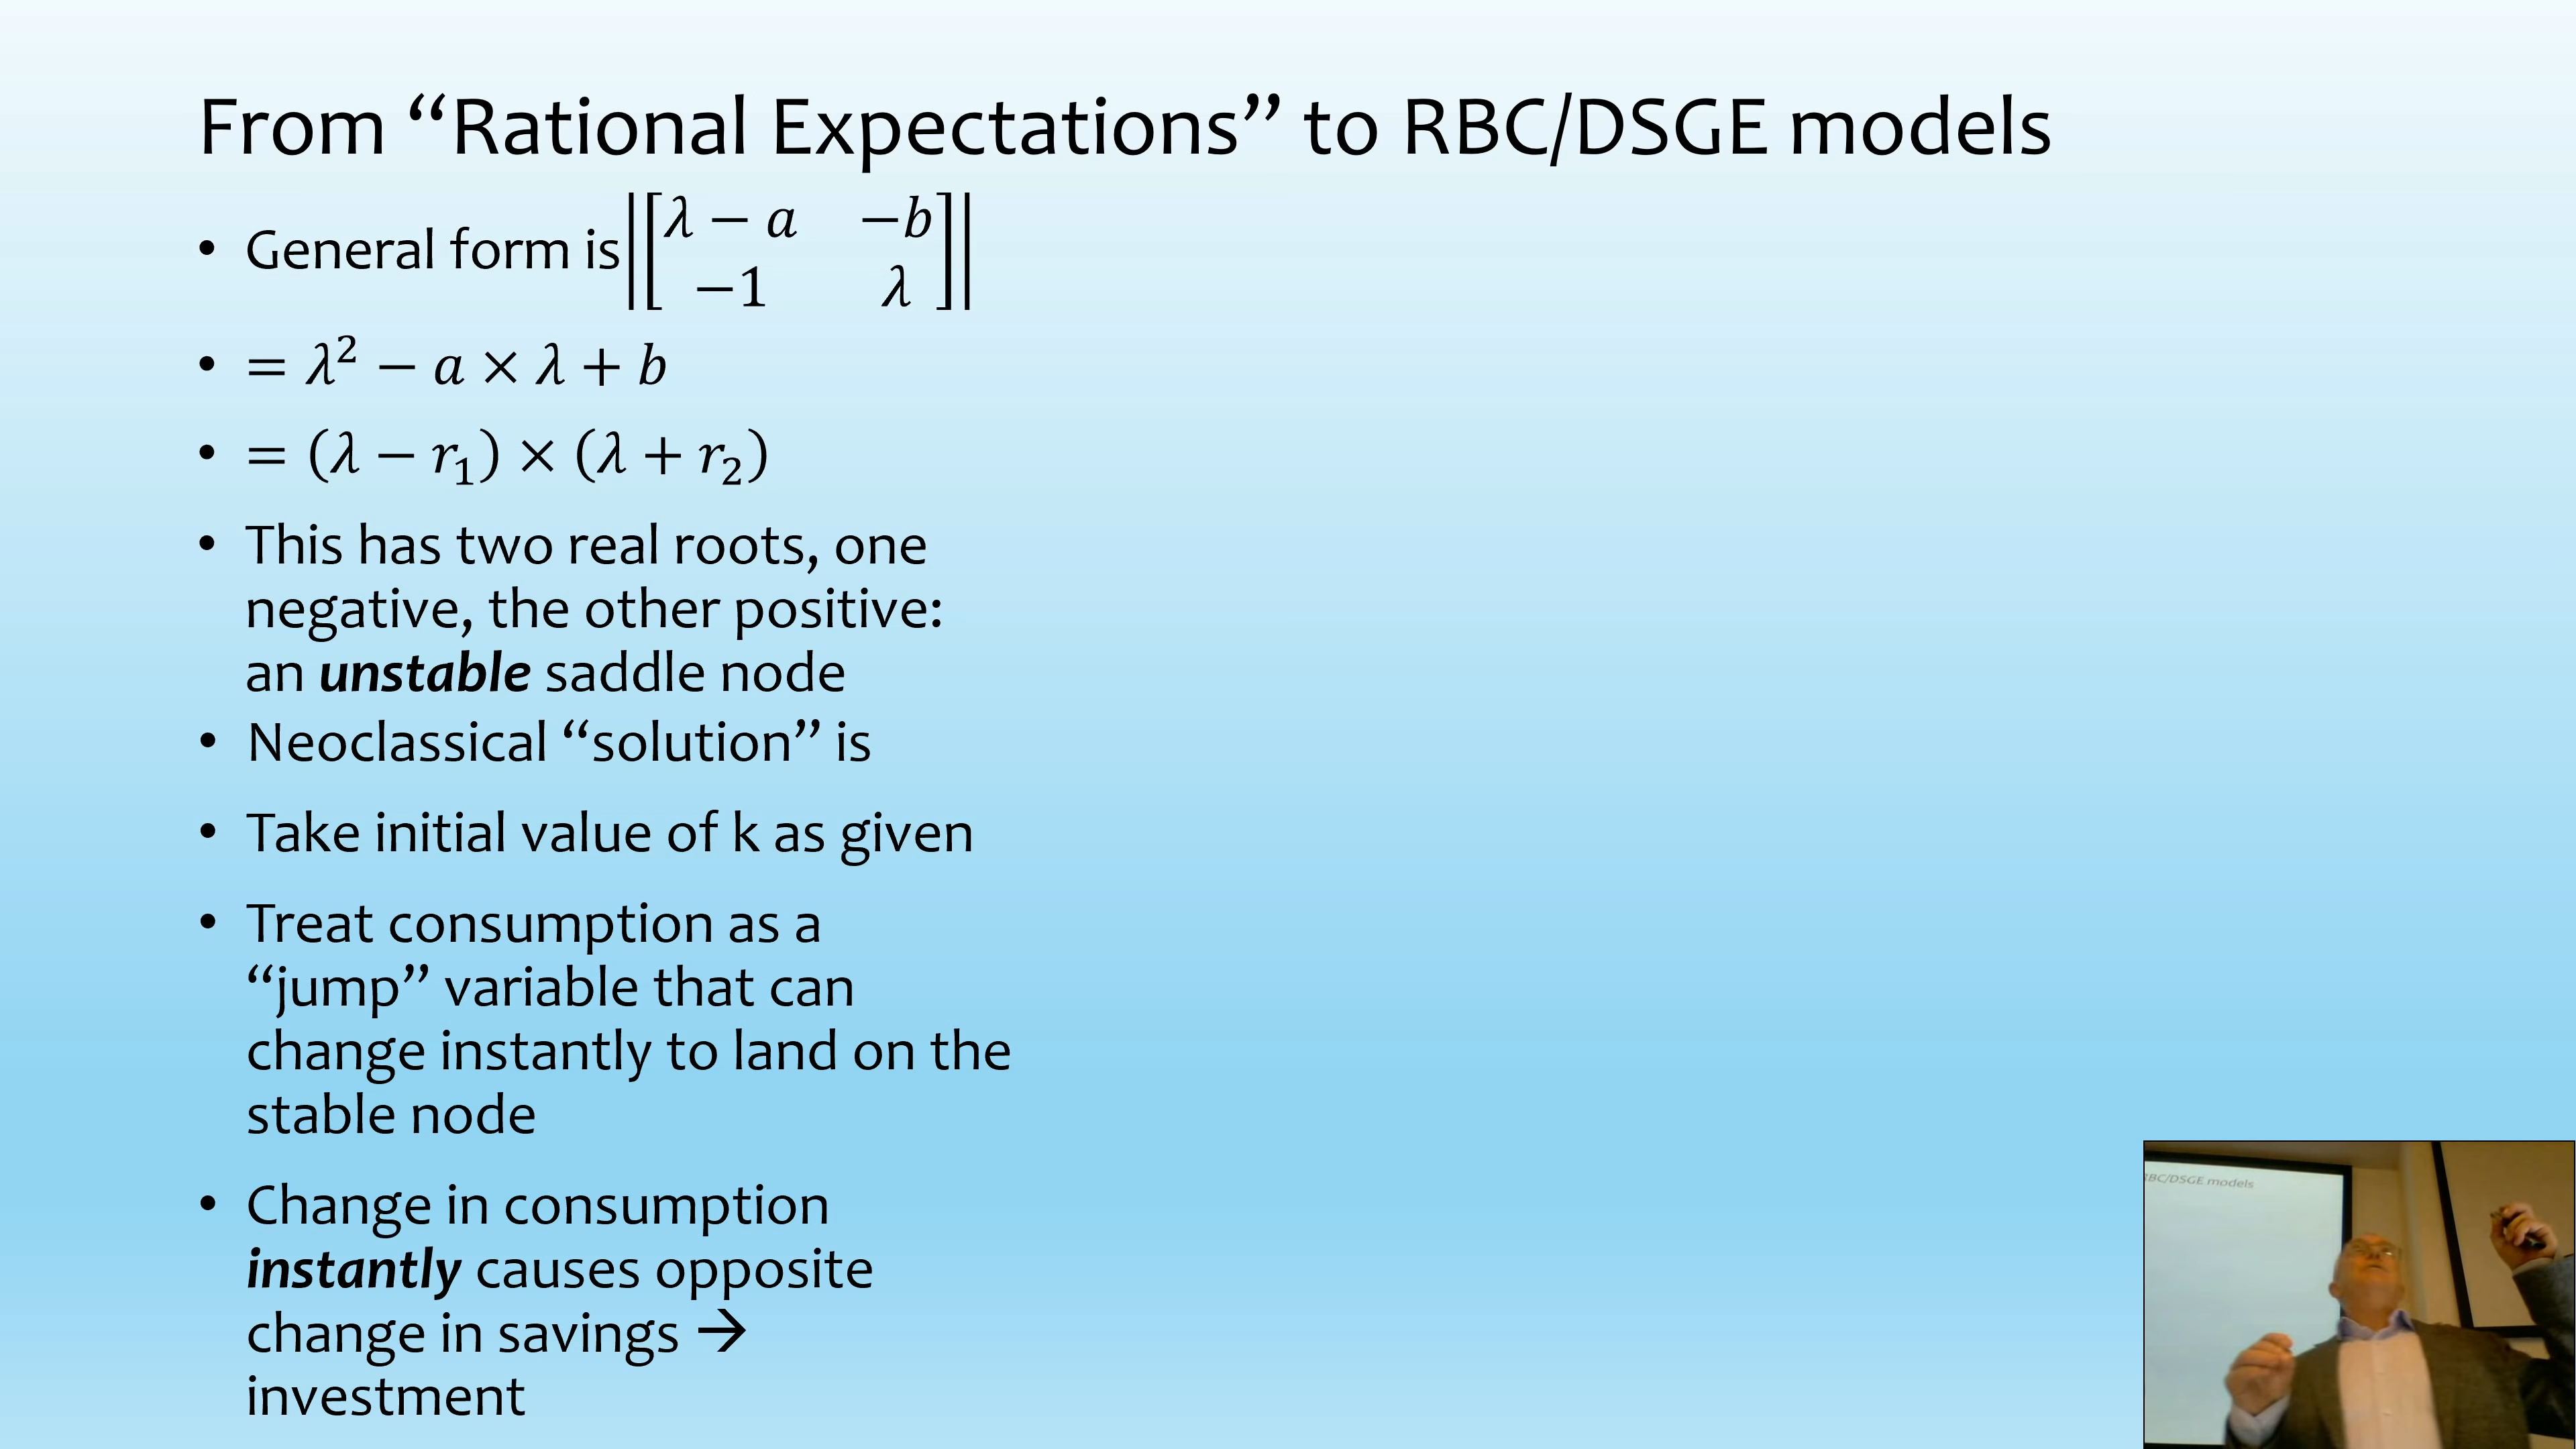 From “Rational Expectations” to RBC/DSGE models
• General form is |[λ − a −b
−1 λ]|
• = λ² − a × λ + b
• = (λ − r₁) × (λ + r₂)
• This has two real roots, one
negative, the other positive:
an unstable saddle node
• Neoclassical “solution” is
• Take initial value of k as given
• Treat consumption as a
“jump” variable that can
change instantly to land on the
stable node
• Change in consumption
instantly causes opposite
change in savings →
investment
RBC/DSGE models